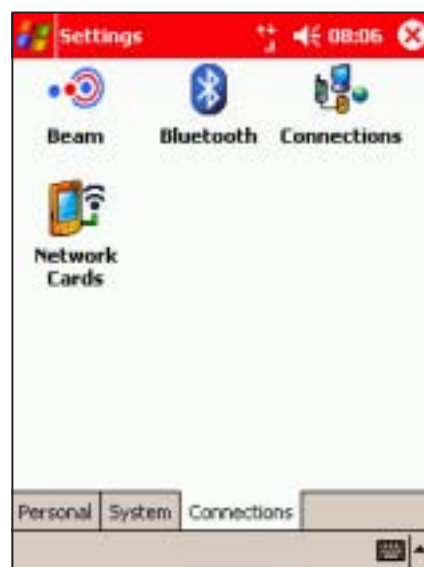 Settings 08:06
Beam Bluetooth Connections
Network
Cards
Personal System Connections